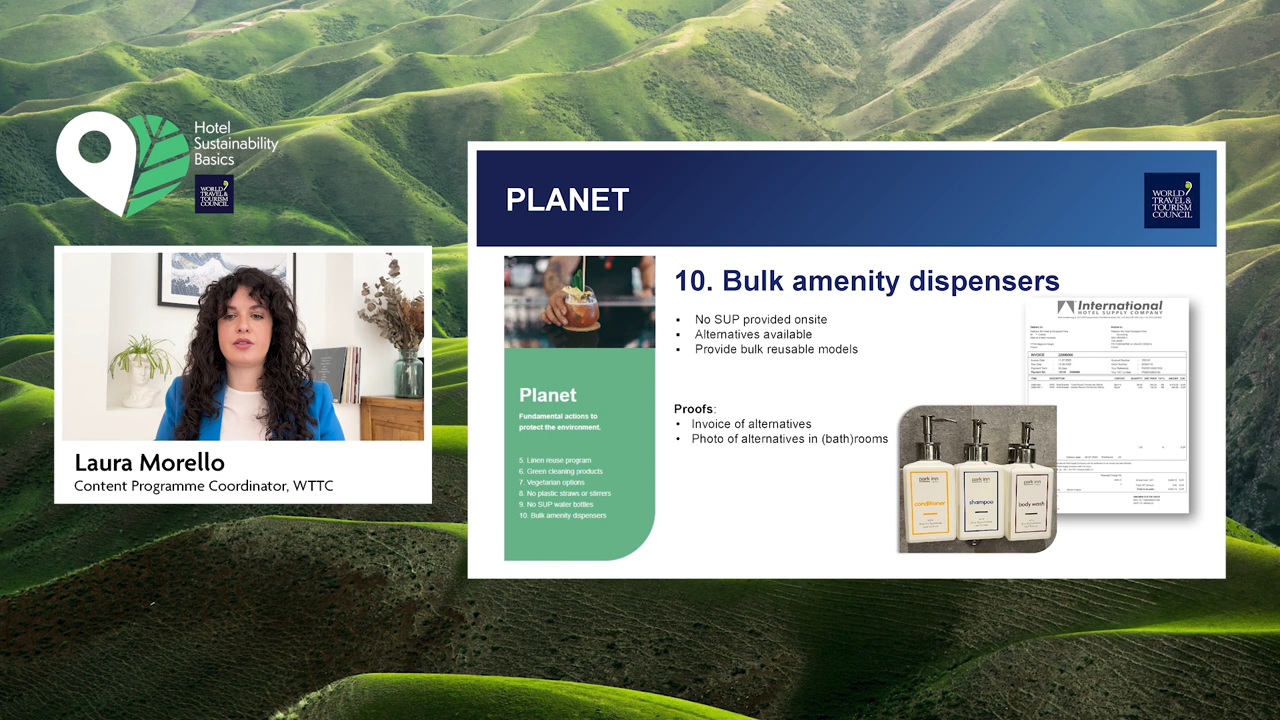 Hotel
Sustainability
Basics
WORLD
TRAVEL&
TOURISM
COUNCIL
Laura Morello
Content Programme Coordinator, WTTC
PLANET
WORLD
TRAVEL&
TOURISM
COUNCIL
10. Bulk amenity dispensers
• No SUP provided onsite
• Alternatives available
• Provide bulk reusable models
Proofs:
• Invoice of alternatives
• Photo of alternatives in (bath)rooms
Planet
Fundamental actions to
protect the environment.
5. Linen reuse program
6. Green cleaning products
7. Vegetarian options
8. No plastic straws or stirrers
9. No SUP water bottles
10. Bulk amenity dispensers
International
HOTEL SUPPLY COMPANY
INVOICE
park inn
conditioner
park inn
shampoo
park inn
body wash